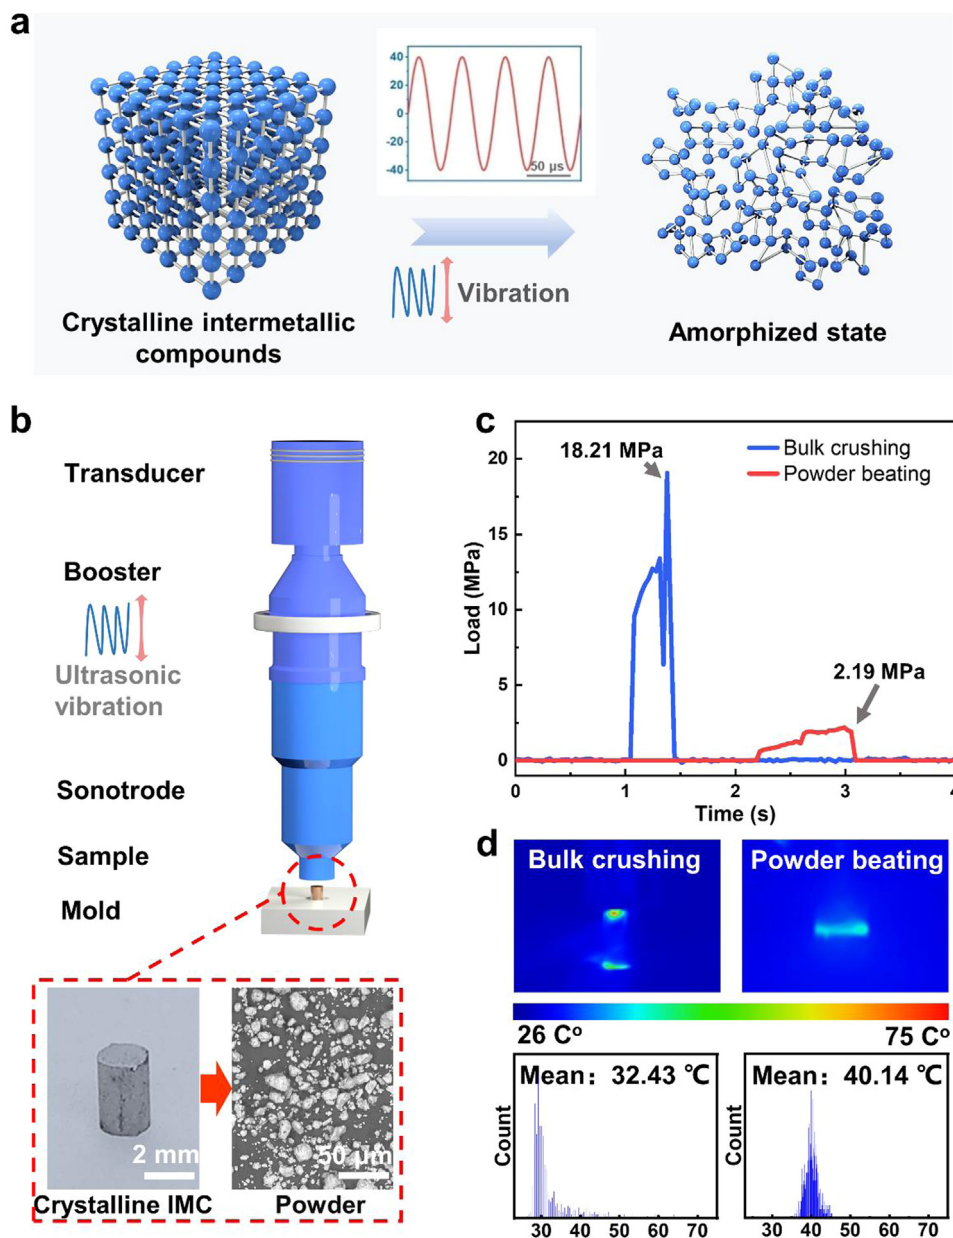 a
40
20
0
-20
-40
50 μs
Vibration
Crystalline intermetallic
compounds
Amorphized state
b
Transducer
Booster
Ultrasonic
vibration
Sonotrode
Sample
Mold
2 mm
50 μm
Crystalline IMC
Powder
c
18.21 MPa
Bulk crushing
Powder beating
2.19 MPa
Load (MPa)
20
15
10
5
0
0 1 2 3 4
Time (s)
d
Bulk crushing
Powder beating
26 Cᵒ
75 Cᵒ
Mean: 32.43 ℃
Count
30 40 50 60 70
Mean: 40.14 ℃
Count
30 40 50 60 70